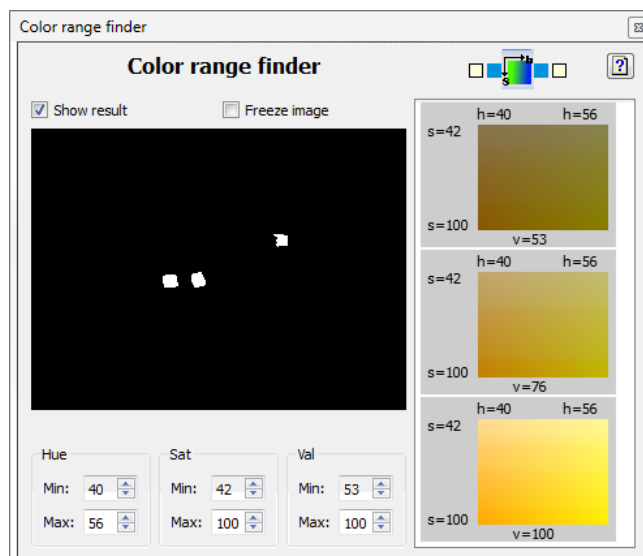 Color range finder
Color range finder
s h
?
Show result
Freeze image
h=40 h=56
s=42
s=100
v=53
h=40 h=56
s=42
s=100
v=76
h=40 h=56
s=42
s=100
v=100
Hue
Min: 40
Max: 56
Sat
Min: 42
Max: 100
Val
Min: 53
Max: 100